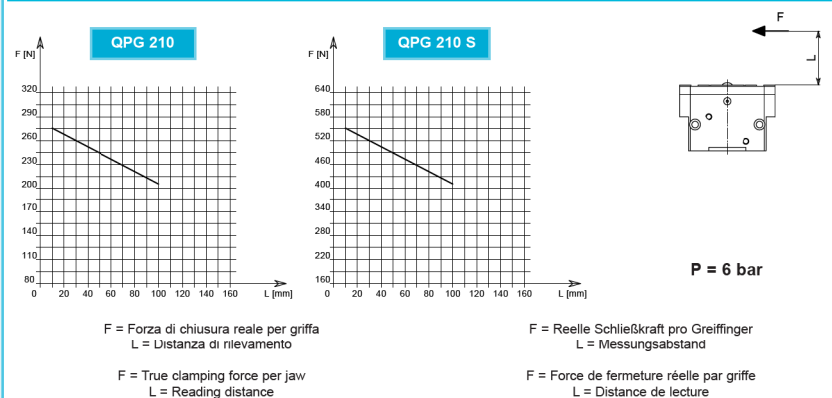 QPG 210
F [N]
320
290
260
230
200
170
140
110
80
0 20 40 60 80 100 120 140 160 L [mm]
QPG 210 S
F [N]
640
580
520
460
400
340
280
220
160
0 20 40 60 80 100 120 140 160 L [mm]
F
L
P = 6 bar
F = Forza di chiusura reale per griffa
L = Distanza di rilevamento
F = Reelle Schließkraft pro Greiffinger
L = Messungsabstand
F = True clamping force per jaw
L = Reading distance
F = Force de fermeture réelle par griffe
L = Distance de lecture